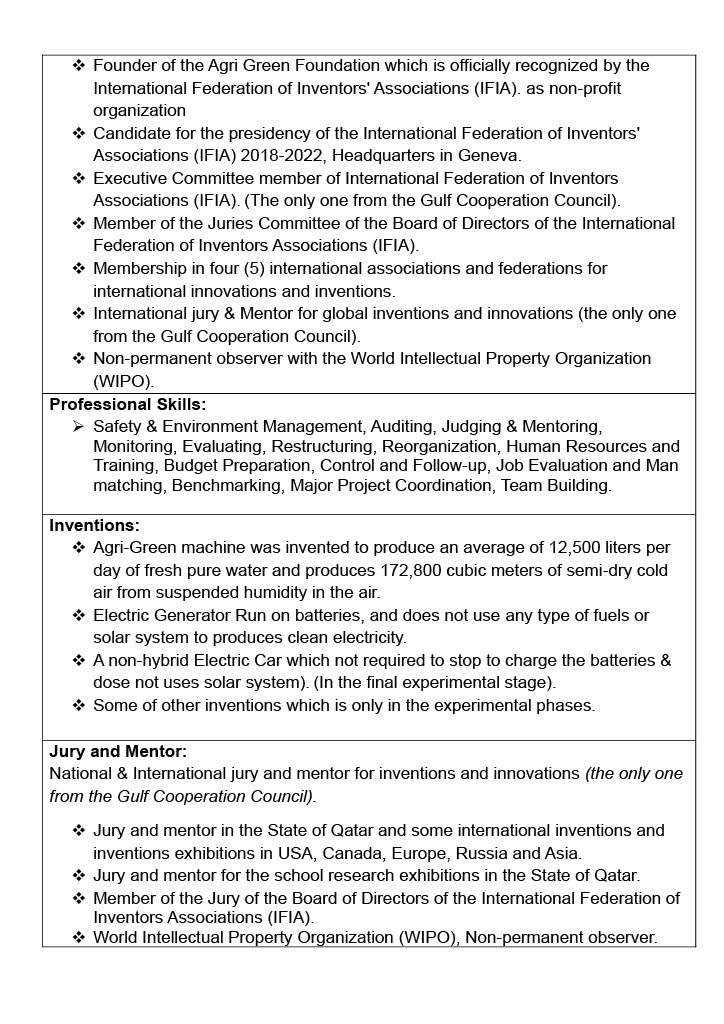 ❖ Founder of the Agri Green Foundation which is officially recognized by the
International Federation of Inventors' Associations (IFIA). as non-profit
organization
❖ Candidate for the presidency of the International Federation of Inventors'
Associations (IFIA) 2018-2022, Headquarters in Geneva.
❖ Executive Committee member of International Federation of Inventors
Associations (IFIA). (The only one from the Gulf Cooperation Council).
❖ Member of the Juries Committee of the Board of Directors of the International
Federation of Inventors Associations (IFIA).
❖ Membership in four (5) international associations and federations for
international innovations and inventions.
❖ International jury & Mentor for global inventions and innovations (the only one
from the Gulf Cooperation Council).
❖ Non-permanent observer with the World Intellectual Property Organization
(WIPO).
Professional Skills:
➢ Safety & Environment Management, Auditing, Judging & Mentoring,
Monitoring, Evaluating, Restructuring, Reorganization, Human Resources and
Training, Budget Preparation, Control and Follow-up, Job Evaluation and Man
matching, Benchmarking, Major Project Coordination, Team Building.
Inventions:
❖ Agri-Green machine was invented to produce an average of 12,500 liters per
day of fresh pure water and produces 172,800 cubic meters of semi-dry cold
air from suspended humidity in the air.
❖ Electric Generator Run on batteries, and does not use any type of fuels or
solar system to produces clean electricity.
❖ A non-hybrid Electric Car which not required to stop to charge the batteries &
dose not uses solar system). (In the final experimental stage).
❖ Some of other inventions which is only in the experimental phases.
Jury and Mentor:
National & International jury and mentor for inventions and innovations (the only one
from the Gulf Cooperation Council).
❖ Jury and mentor in the State of Qatar and some international inventions and
inventions exhibitions in USA, Canada, Europe, Russia and Asia.
❖ Jury and mentor for the school research exhibitions in the State of Qatar.
❖ Member of the Jury of the Board of Directors of the International Federation of
Inventors Associations (IFIA).
❖ World Intellectual Property Organization (WIPO), Non-permanent observer.